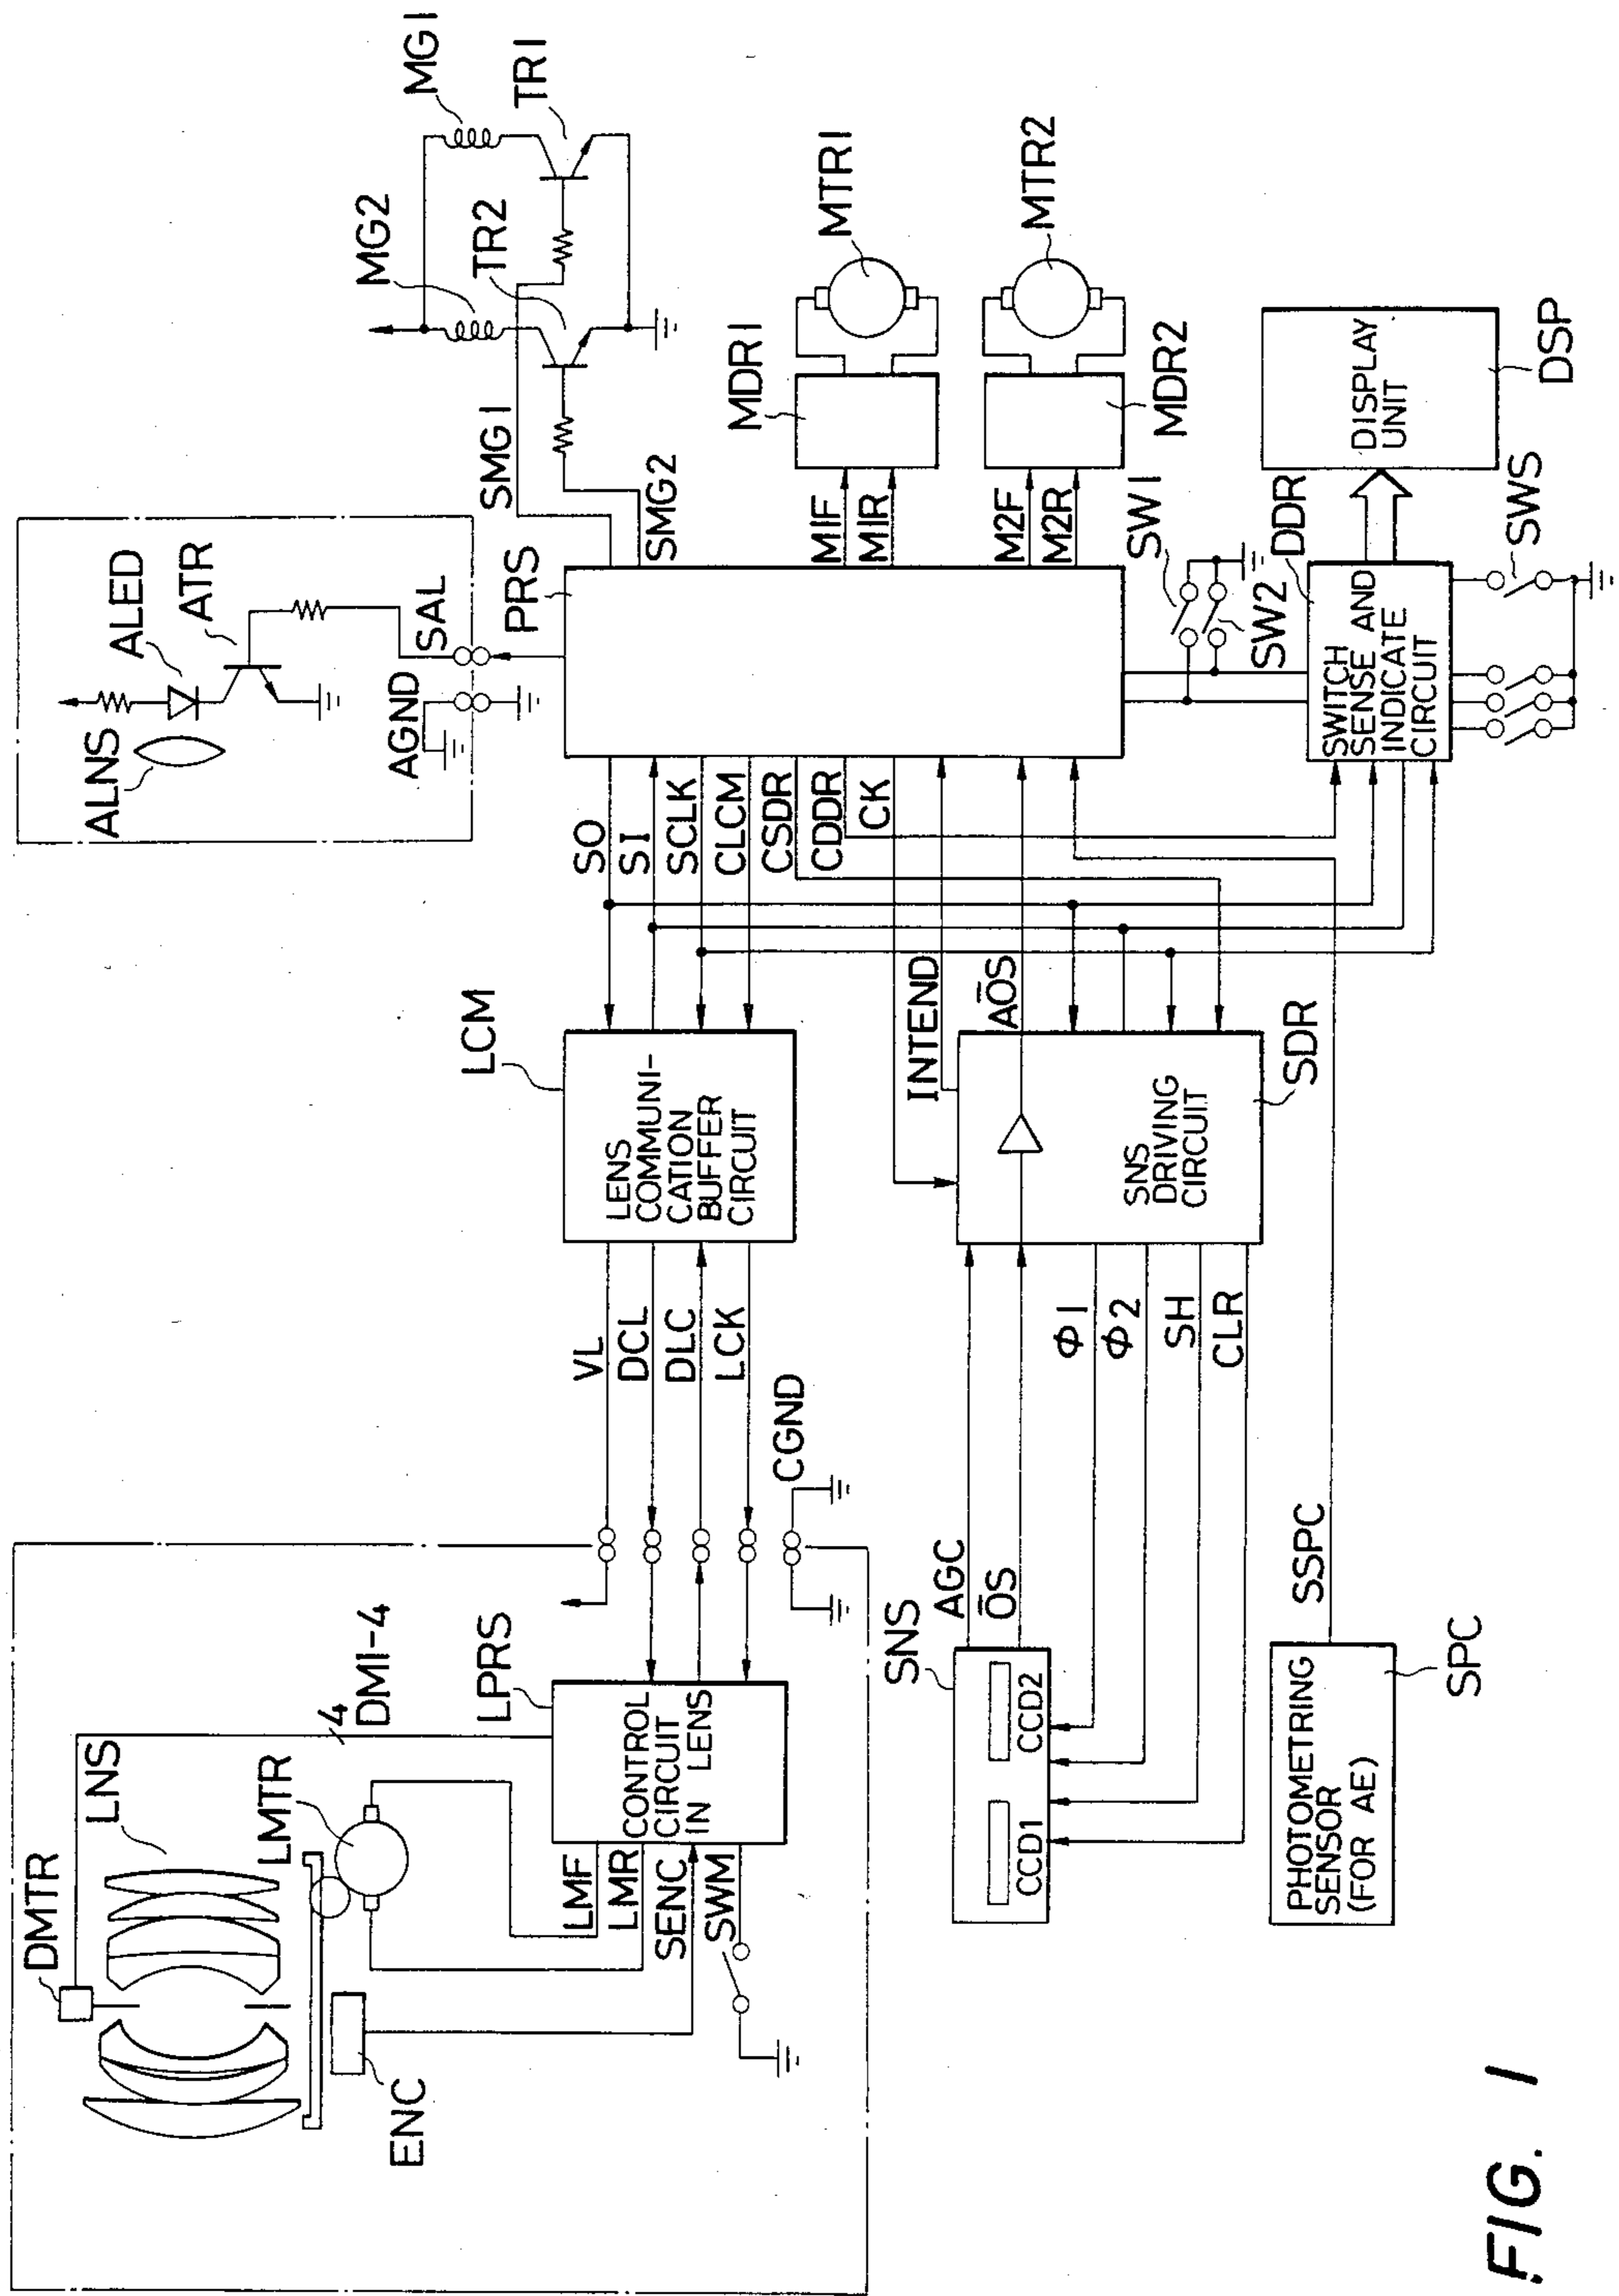 DMTR
LNS
LMTR
ENC
4
DM1-4
LPRS
CONTROL
CIRCUIT
IN LENS
LMF
LMR
SENC
SWM
VL
DCL
DLC
LCK
CGND
LCM
LENS
COMMUNI-
CATION
BUFFER
CIRCUIT
ALNS
ALED
ATR
SAL
AGND
PRS
SO
SI
SCLK
CLCM
CSDR
CDDR
CK
INTEND
AŌS
SMG1
SMG2
MG2
MG1
TR2
TR1
M1F
M1R
MDR1
MTR1
M2F
M2R
MDR2
MTR2
SW1
SW2
DDR
SWITCH
SENSE AND
INDICATE
CIRCUIT
SWS
DISPLAY
UNIT
DSP
SNS
DRIVING
CIRCUIT
SDR
SNS
AGC
ŌS
CCD1
CCD2
Φ1
Φ2
SH
CLR
SSPC
PHOTOMETRING
SENSOR
(FOR AE)
SPC
FIG. 1